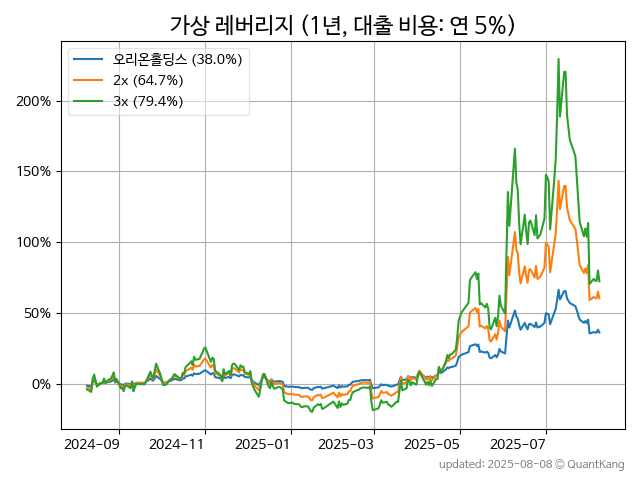 가상 레버리지 (1년, 대출 비용: 연 5%)
오리온홀딩스 (38.0%)
2x (64.7%)
3x (79.4%)
200%
150%
100%
50%
0%
2024-09 2024-11 2025-01 2025-03 2025-05 2025-07
updated: 2025-08-08 © QuantKang